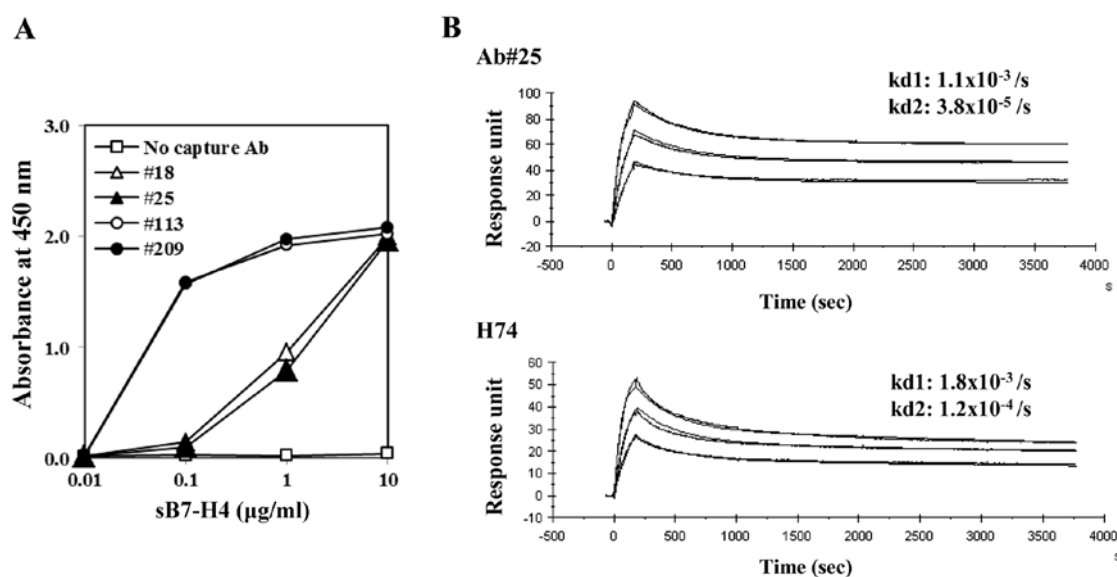 A
Absorbance at 450 nm
3.0
2.0
1.0
0.0
No capture Ab
#18
#25
#113
#209
0.01 0.1 1 10
sB7-H4 (µg/ml)
B
Ab#25
kd1: 1.1x10⁻³ /s
kd2: 3.8x10⁻⁵ /s
Response unit
100
80
60
40
20
0
-20
-500 0 500 1000 1500 2000 2500 3000 3500 4000
s
Time (sec)
H74
kd1: 1.8x10⁻³ /s
kd2: 1.2x10⁻⁴ /s
Response unit
60
50
40
30
20
10
0
-10
-500 0 500 1000 1500 2000 2500 3000 3500 4000
s
Time (sec)